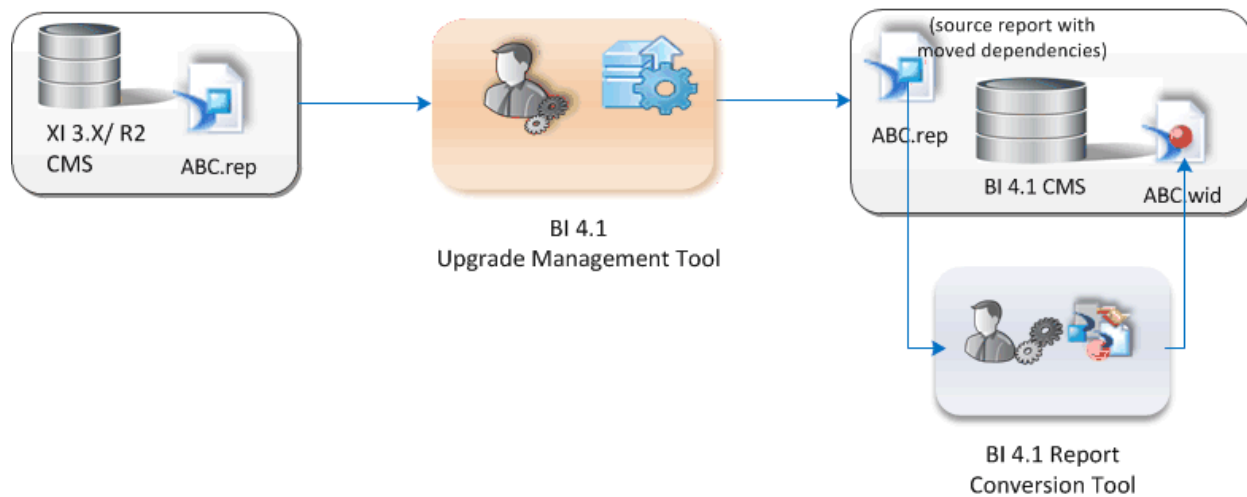 XI 3.X/ R2
CMS
ABC.rep
BI 4.1
Upgrade Management Tool
(source report with
moved dependencies)
ABC.rep
BI 4.1 CMS
ABC.wid
BI 4.1 Report
Conversion Tool